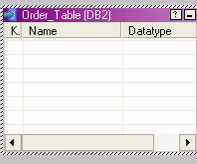 Order_Table (DB2)
K. Name Datatype